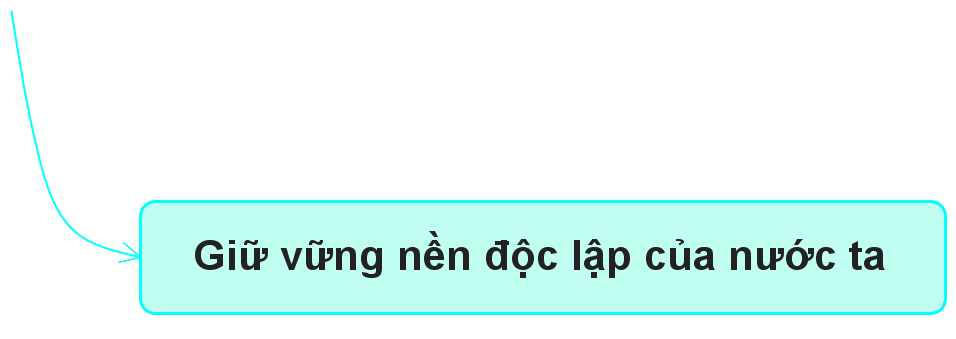 Giữ vững nền độc lập của nước ta